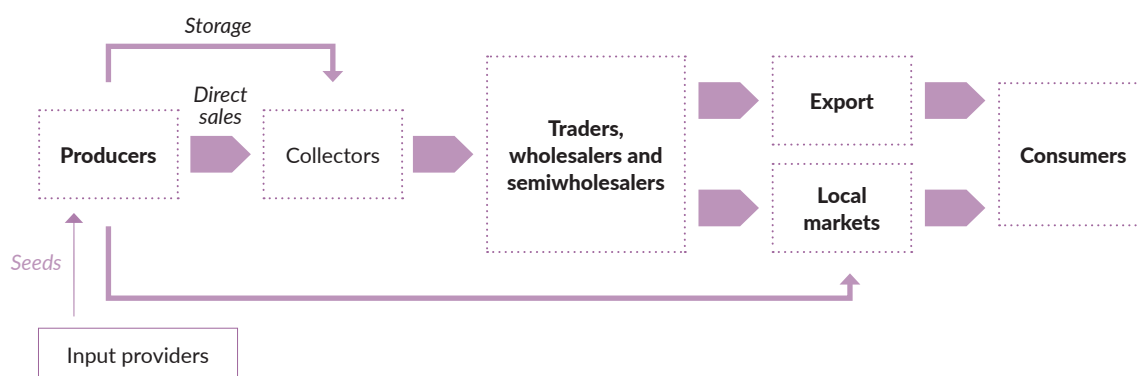 Storage
Direct
sales
Producers
Collectors
Traders,
wholesalers and
semiwholesalers
Export
Local
markets
Consumers
Seeds
Input providers